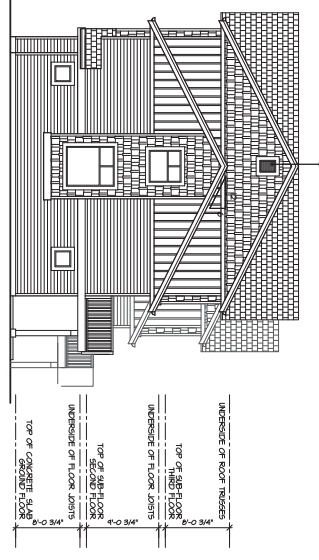 UNDERSIDE OF ROOF TRUSSES
8'-0 3/4"
TOP OF SUB-FLOOR
THIRD FLOOR
UNDERSIDE OF FLOOR JOISTS
9'-0 3/4"
TOP OF SUB-FLOOR
SECOND FLOOR
UNDERSIDE OF FLOOR JOISTS
8'-0 3/4"
TOP OF CONCRETE SLAB
GROUND FLOOR